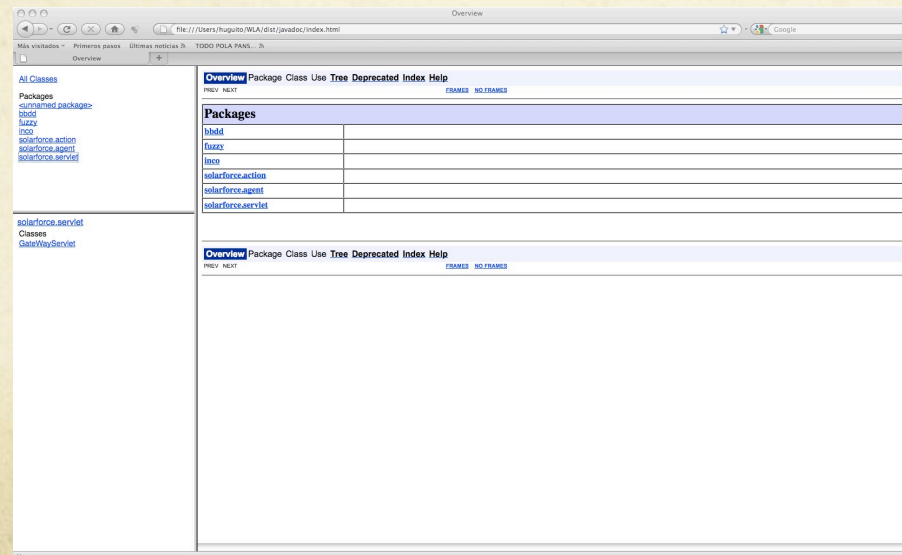 Overview
file:///Users/huguito/WLA/dist/javadoc/index.html
Google
Más visitados Primeros pasos Últimas noticias TODO POLA PANS...
Overview
All Classes
Packages
<unnamed package>
bbdd
fuzzy
inco
solarforce.action
solarforce.agent
solarforce.servlet
solarforce.servlet
Classes
GateWayServlet
Overview Package Class Use Tree Deprecated Index Help
PREV NEXT FRAMES NO FRAMES
Packages
bbdd
fuzzy
inco
solarforce.action
solarforce.agent
solarforce.servlet
Overview Package Class Use Tree Deprecated Index Help
PREV NEXT FRAMES NO FRAMES